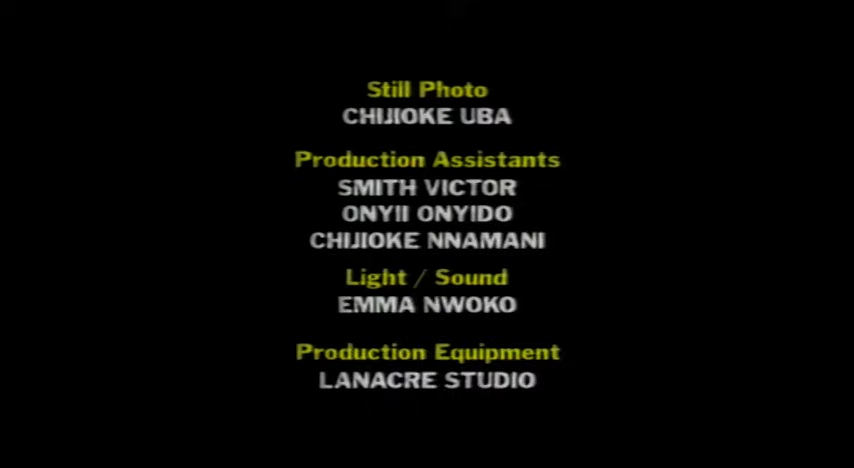 Still Photo
CHIJIOKE UBA
Production Assistants
SMITH VICTOR
ONYII ONYIDO
CHIJIOKE NNAMANI
Light / Sound
EMMA NWOKO
Production Equipment
LANACRE STUDIO